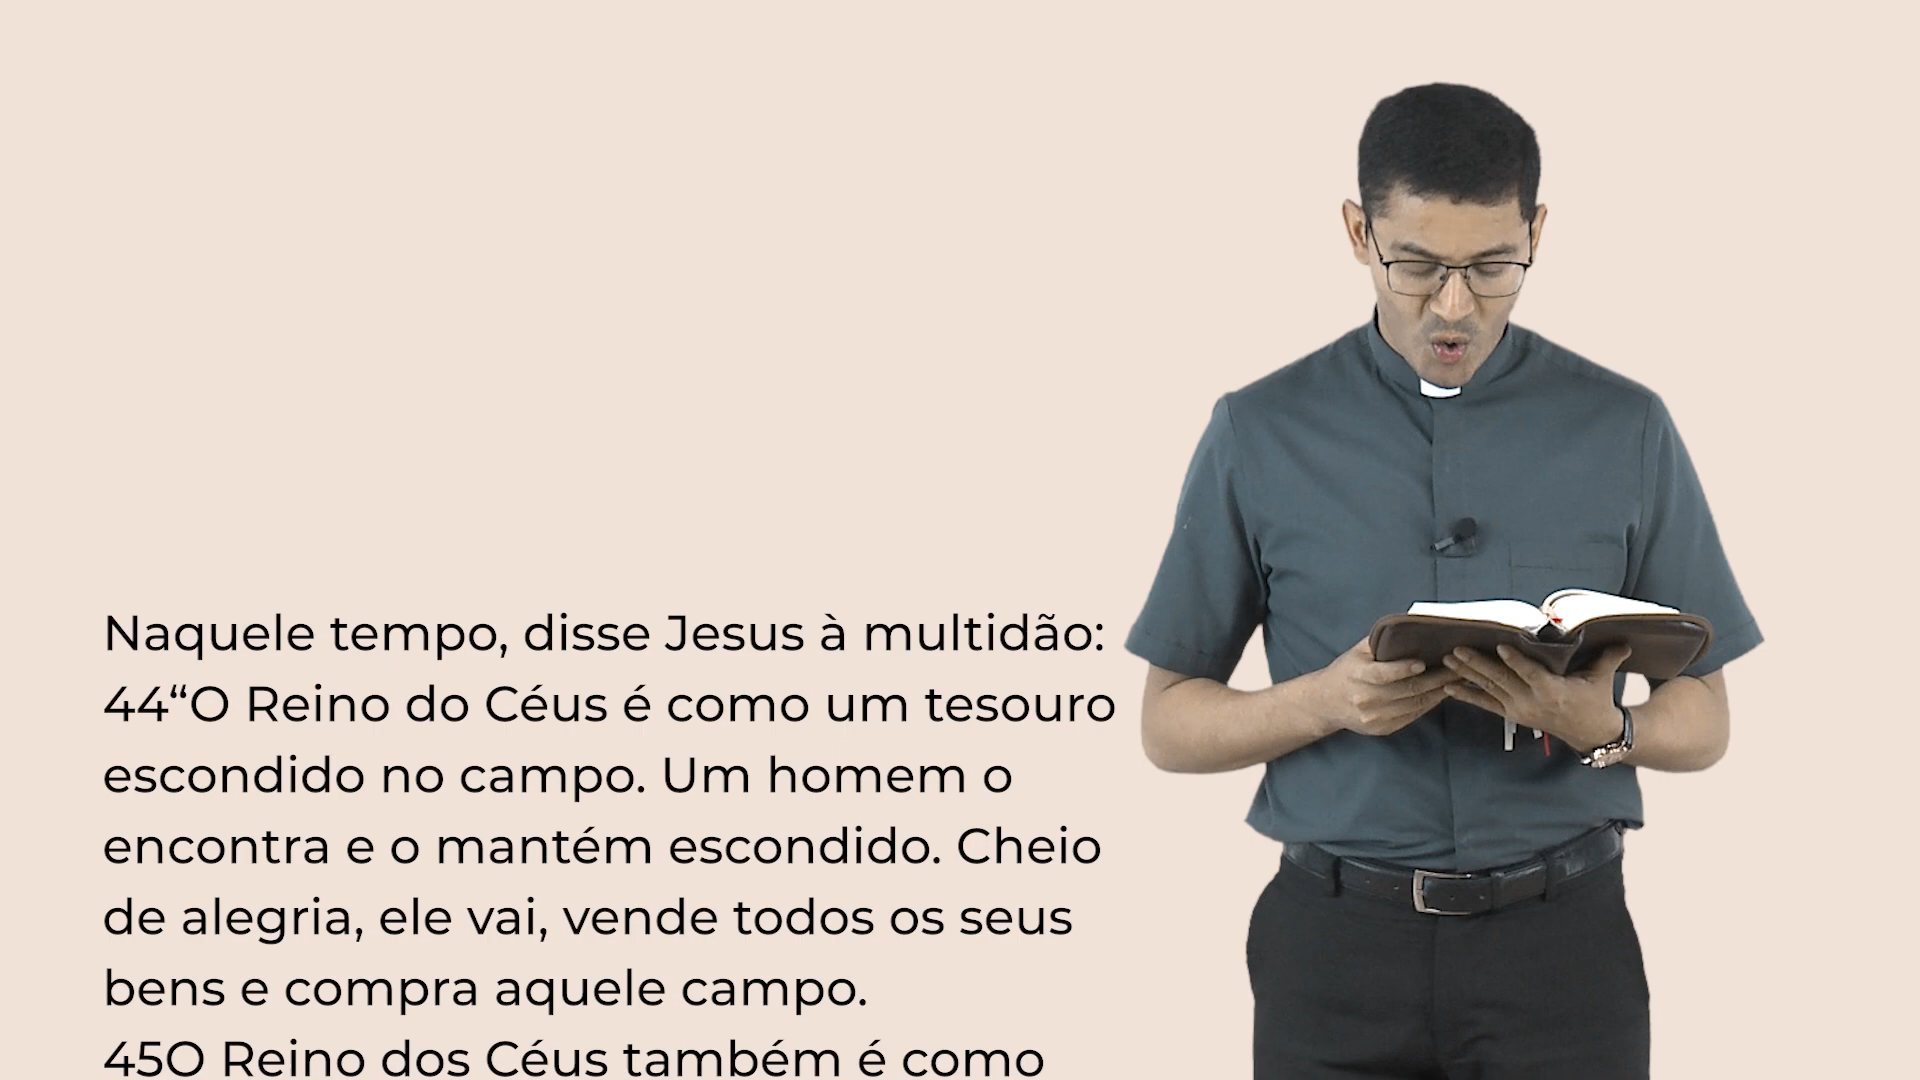 Naquele tempo, disse Jesus à multidão:
44“O Reino do Céus é como um tesouro
escondido no campo. Um homem o
encontra e o mantém escondido. Cheio
de alegria, ele vai, vende todos os seus
bens e compra aquele campo.
45O Reino dos Céus também é como